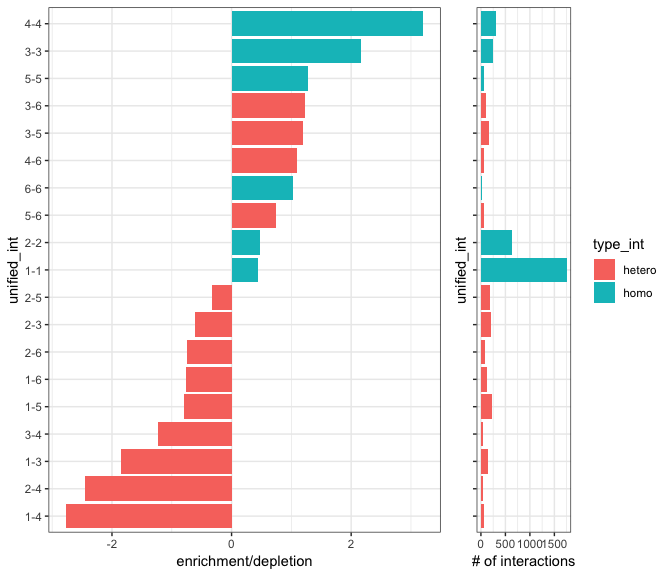 unified_int
4-4
3-3
5-5
3-6
3-5
4-6
6-6
5-6
2-2
1-1
2-5
2-3
2-6
1-6
1-5
3-4
1-3
2-4
1-4
-2 0 2
enrichment/depletion
unified_int
0 500 1000 1500
# of interactions
type_int
hetero
homo